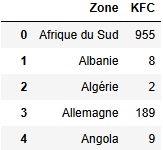 Zone KFC
0 Afrique du Sud 955
1 Albanie 8
2 Algérie 2
3 Allemagne 189
4 Angola 9